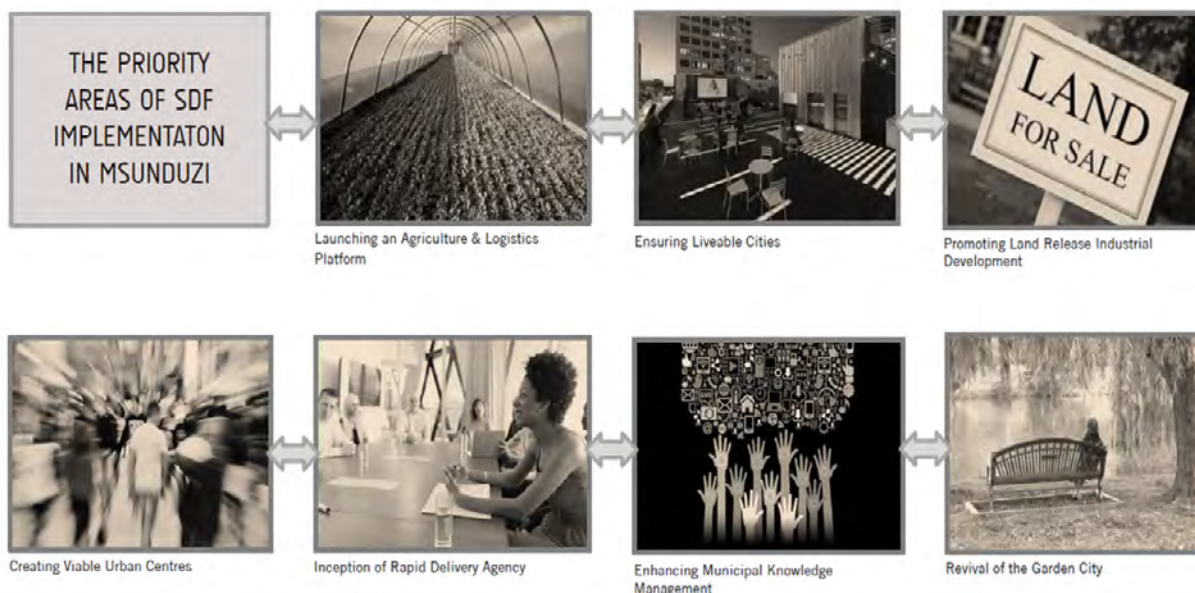 THE PRIORITY
AREAS OF SDF
IMPLEMENTATON
IN MSUNDUZI
LAND
FOR SALE
Launching an Agriculture & Logistics
Platform
Ensuring Liveable Cities
Promoting Land Release Industrial
Development
Creating Viable Urban Centres
Inception of Rapid Delivery Agency
Enhancing Municipal Knowledge
Management
Revival of the Garden City